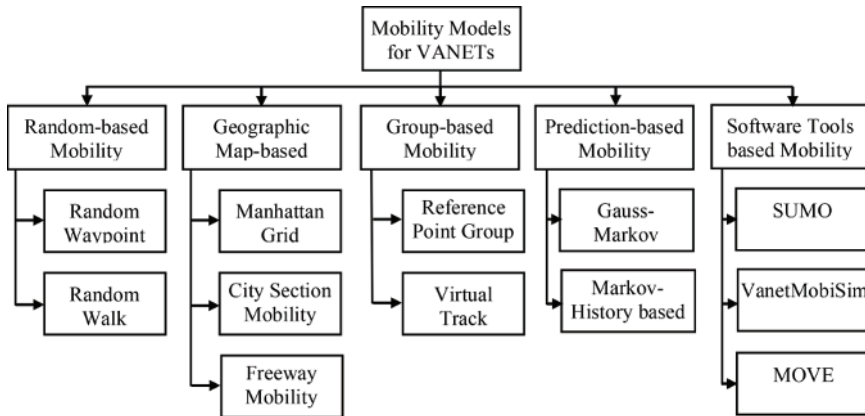 Mobility Models
for VANETs
Random-based
Mobility
Geographic
Map-based
Group-based
Mobility
Prediction-based
Mobility
Software Tools
based Mobility
Random
Waypoint
Manhattan
Grid
Reference
Point Group
Gauss-
Markov
SUMO
Random
Walk
City Section
Mobility
Virtual
Track
Markov-
History based
VanetMobiSim
Freeway
Mobility
MOVE